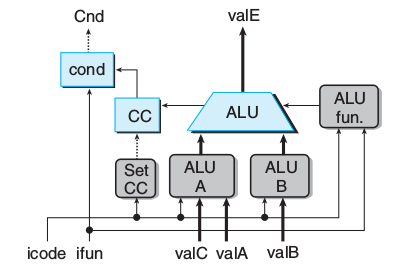 Cnd
valE
cond
CC
ALU
ALU
fun.
Set
CC
ALU
A
ALU
B
icode ifun
valC valA
valB